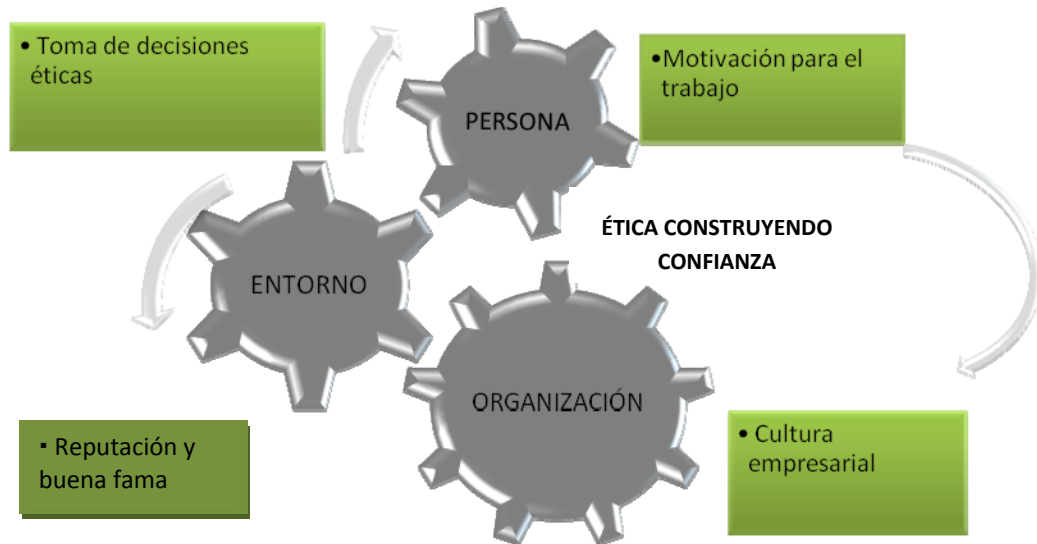 • Toma de decisiones
éticas
PERSONA
•Motivación para el
trabajo
ÉTICA CONSTRUYENDO
CONFIANZA
ENTORNO
ORGANIZACIÓN
▪ Reputación y
buena fama
• Cultura
empresarial